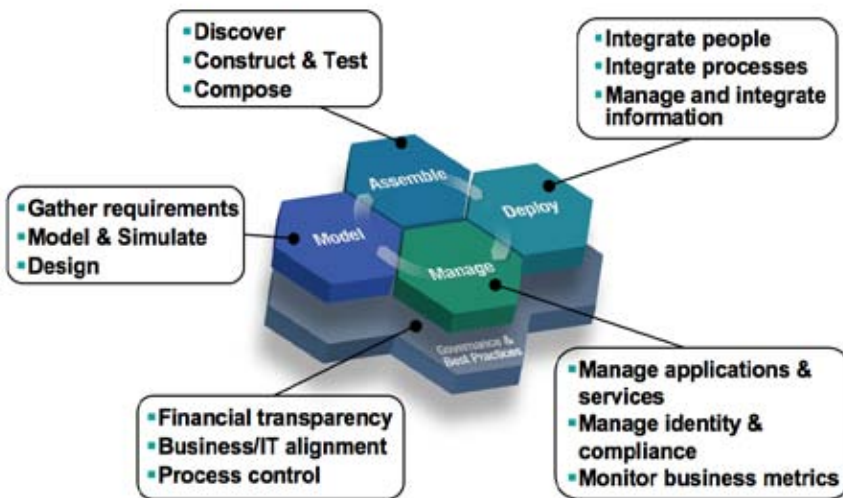 Discover
Construct & Test
Compose
Integrate people
Integrate processes
Manage and integrate
information
Assemble
Deploy
Gather requirements
Model & Simulate
Design
Model
Manage
Governance &
Best Practices
Financial transparency
Business/IT alignment
Process control
Manage applications &
services
Manage identity &
compliance
Monitor business metrics